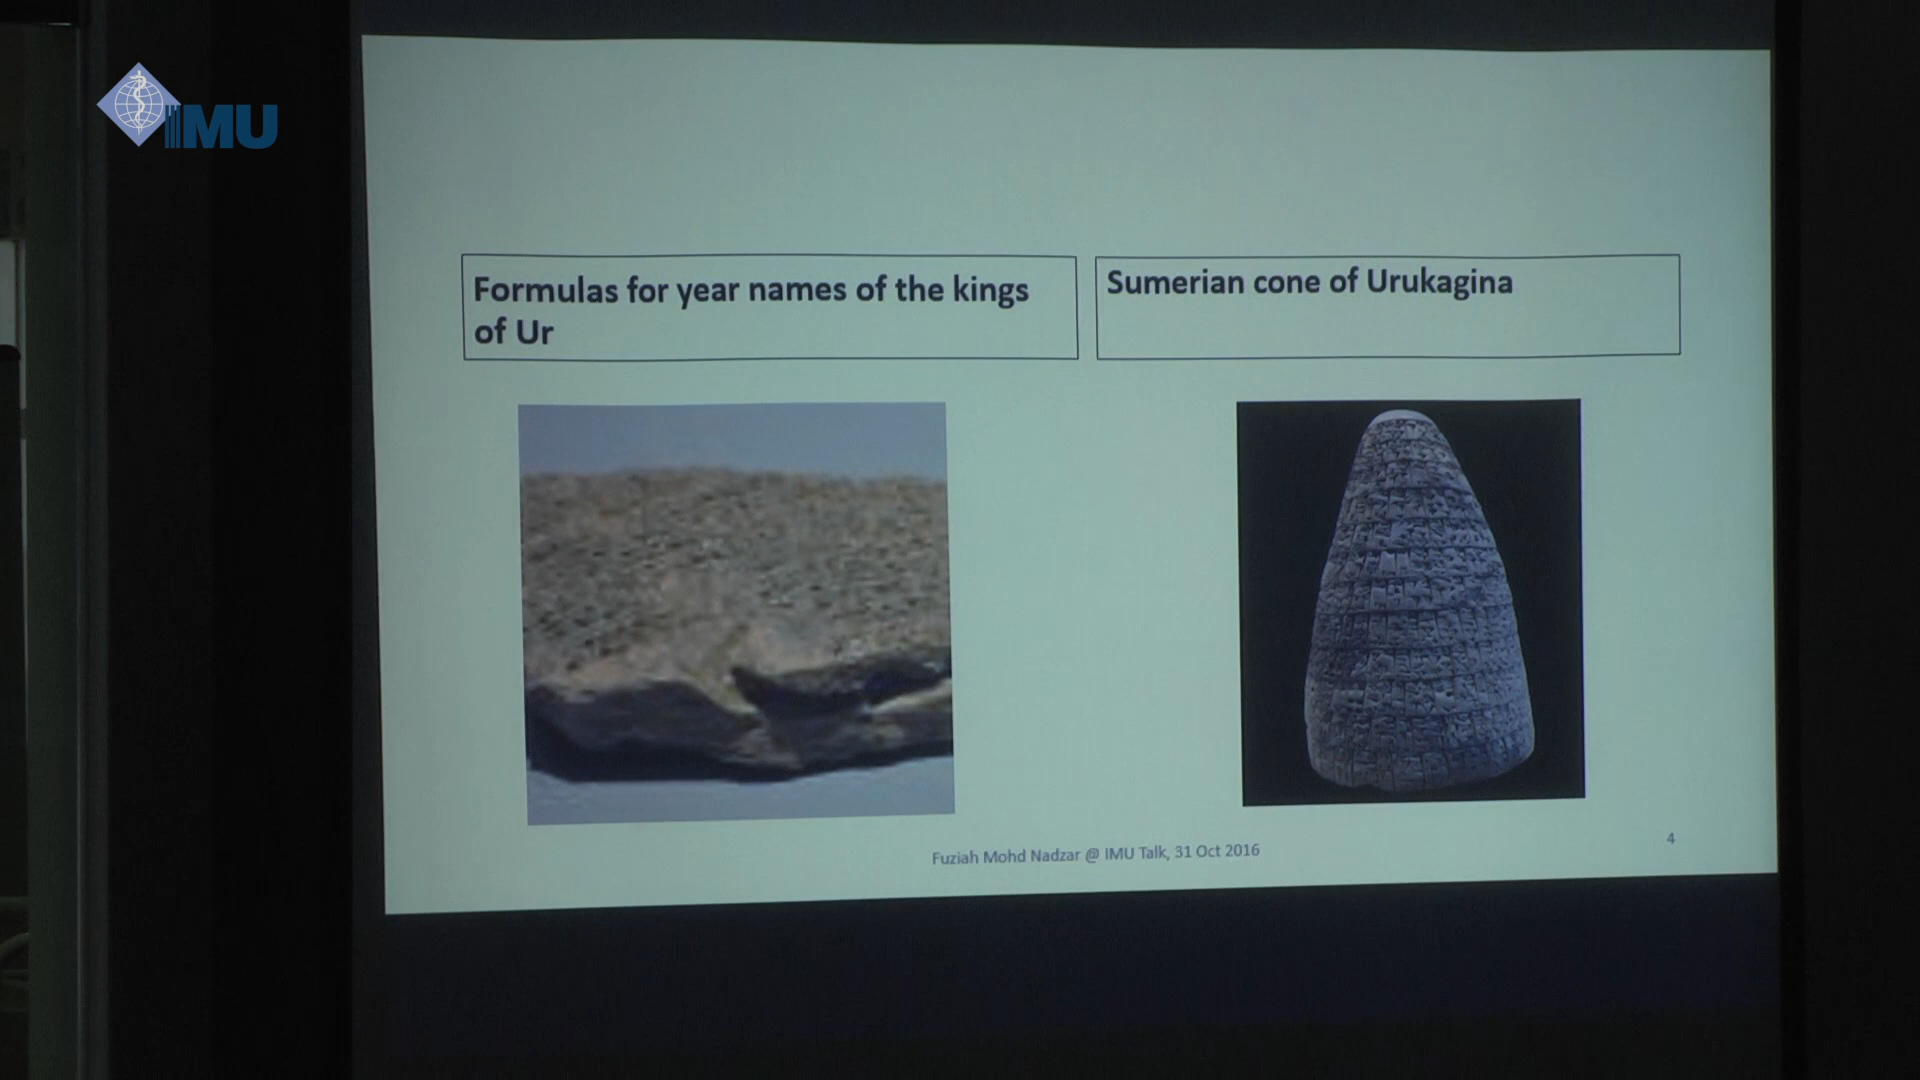 IMU
Formulas for year names of the kings
of Ur
Sumerian cone of Urukagina
Fuziah Mohd Nadzar @ IMU Talk, 31 Oct 2016
4